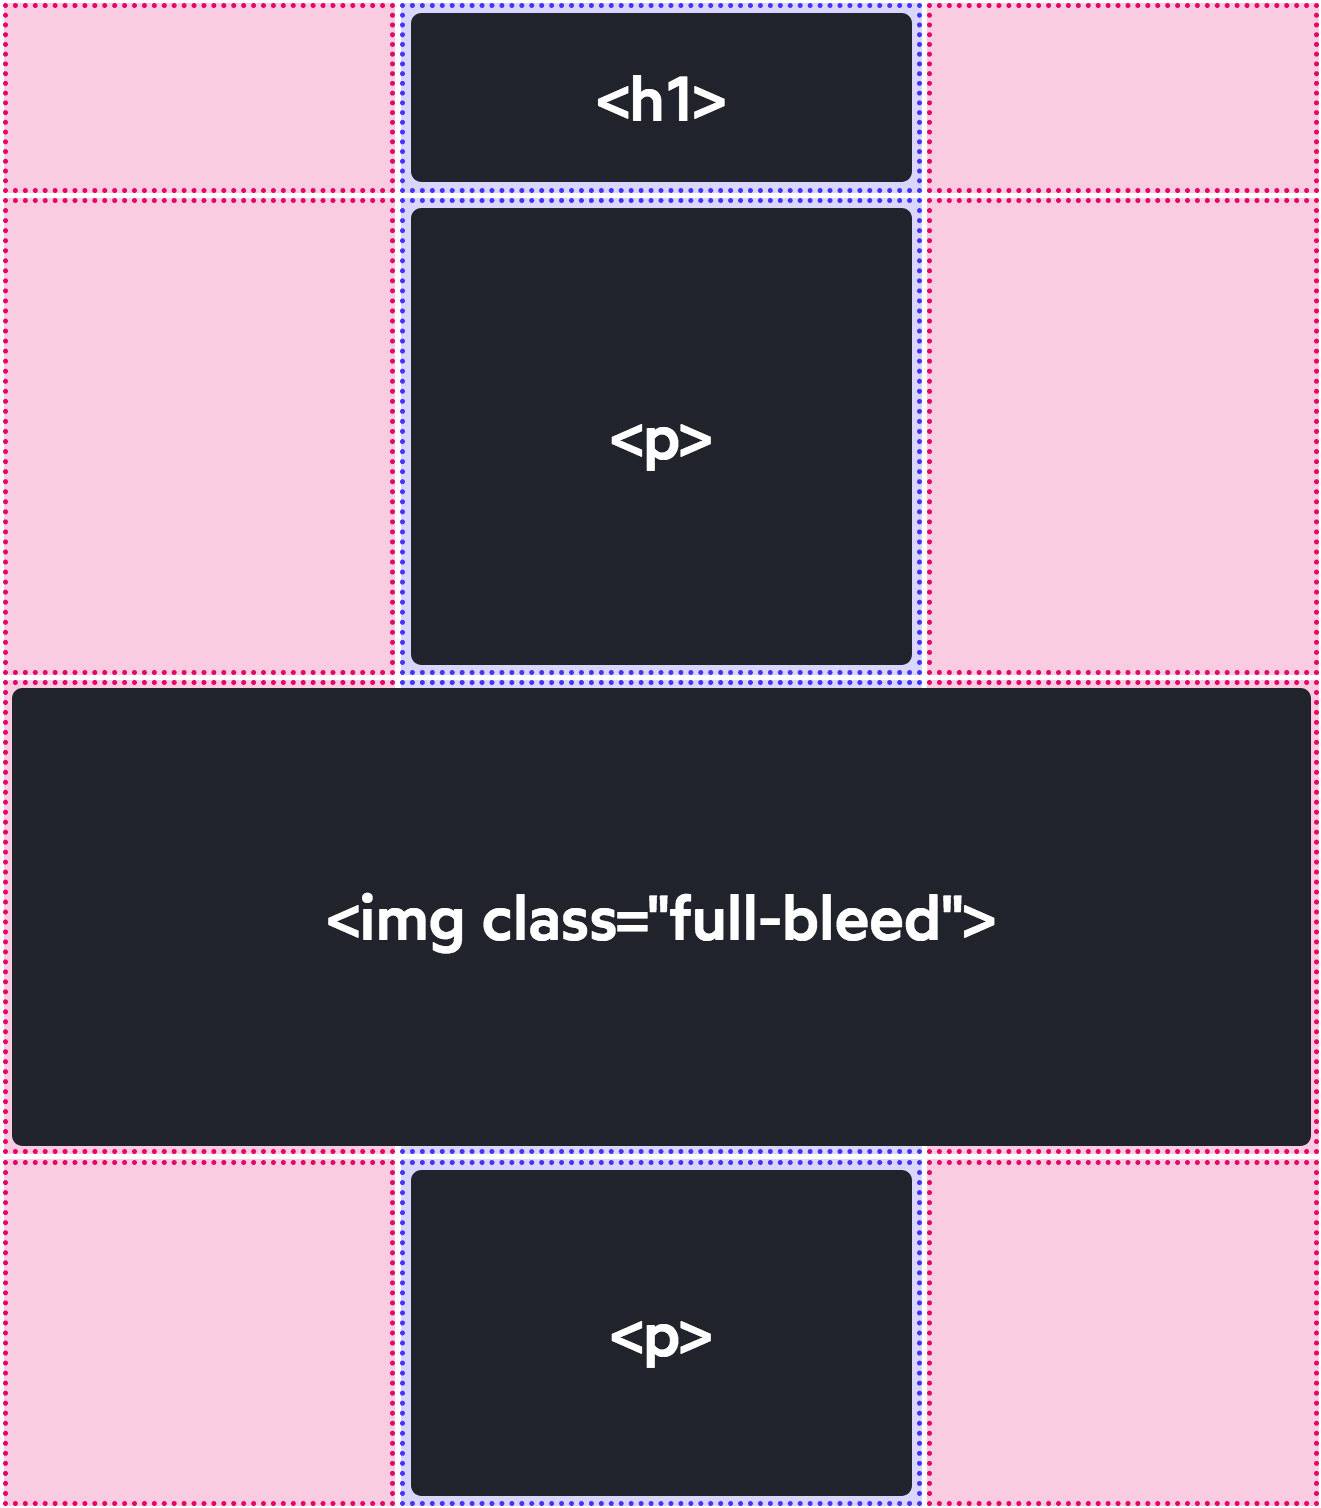 <h1>
<p>
<img class="full-bleed">
<p>